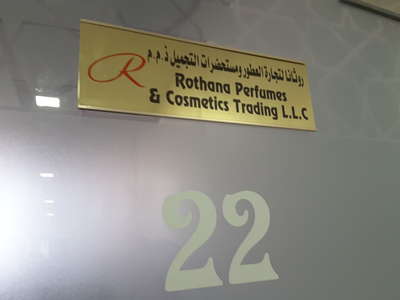 روثانا لتجارة العطور ومستحضرات التجميل ذ.م.م
R Rothana Perfumes
& Cosmetics Trading L.L.C
22